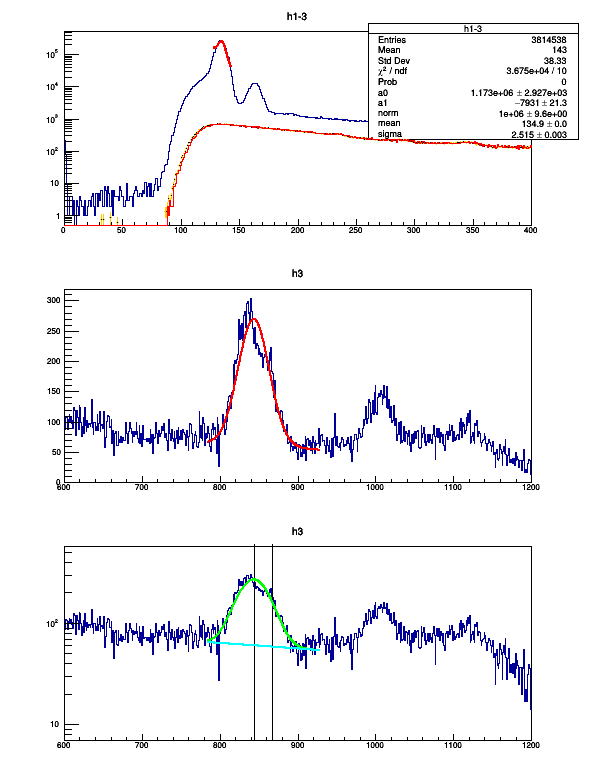 h1-3
h1-3
Entries 3814538
Mean 143
Std Dev 38.33
χ² / ndf 3.675e+04 / 10
Prob 0
a0 1.173e+06 ± 2.927e+03
a1 −7931 ± 21.3
norm 1e+06 ± 9.6e+00
mean 134.9 ± 0.0
sigma 2.515 ± 0.003
10⁵
10⁴
10³
10²
10
1
0 50 100 150 200 250 300 350 400
h3
300
250
200
150
100
50
0
600 700 800 900 1000 1100 1200
h3
10²
10
600 700 800 900 1000 1100 1200